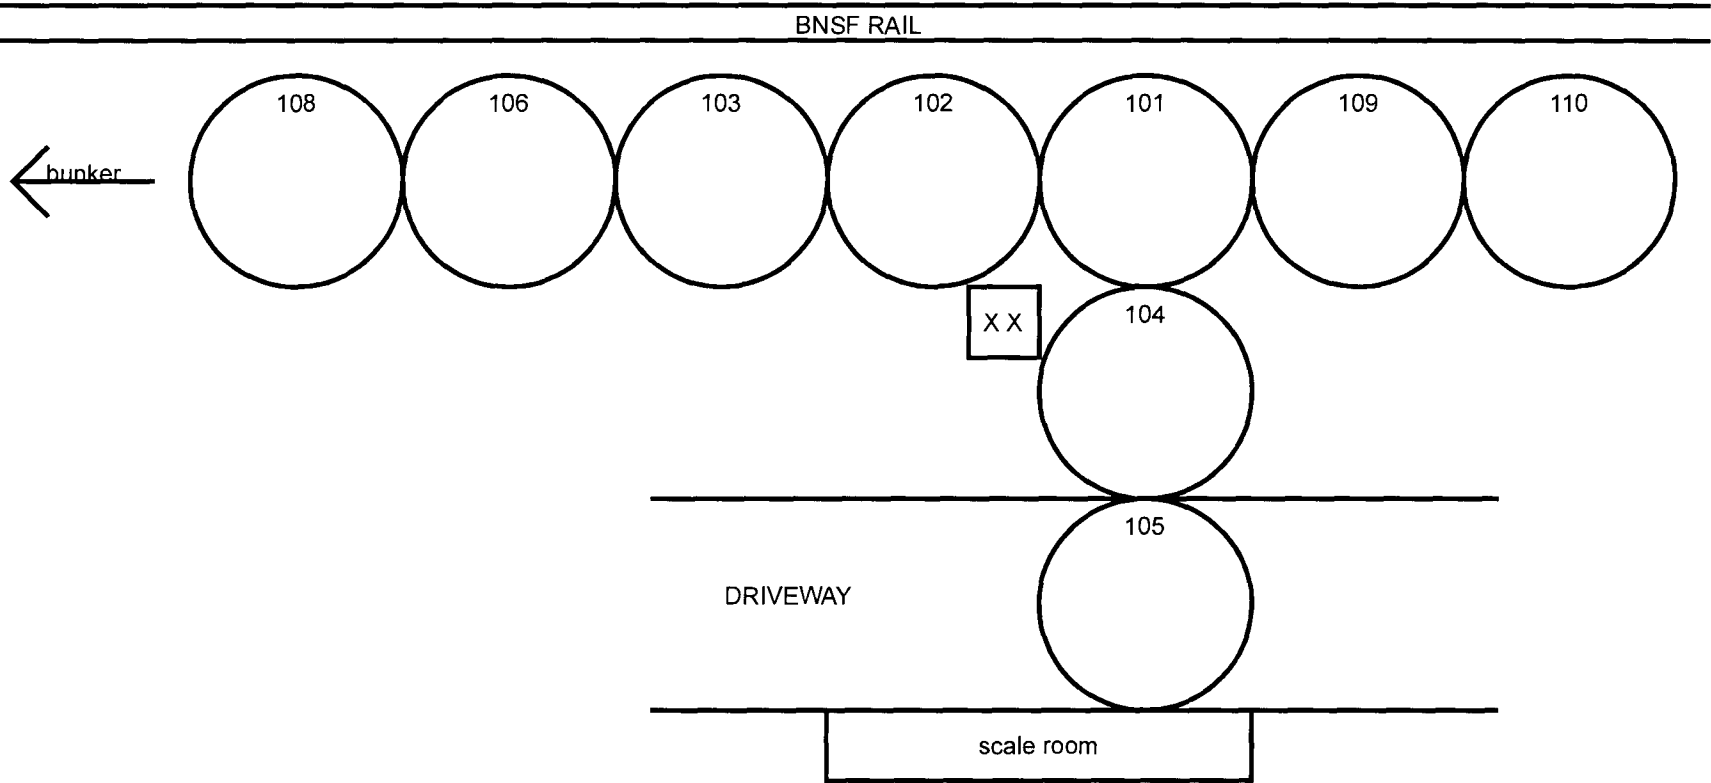 BNSF RAIL
108 106 103 102 101 109 110
bunker
X X
104
105
DRIVEWAY
scale room